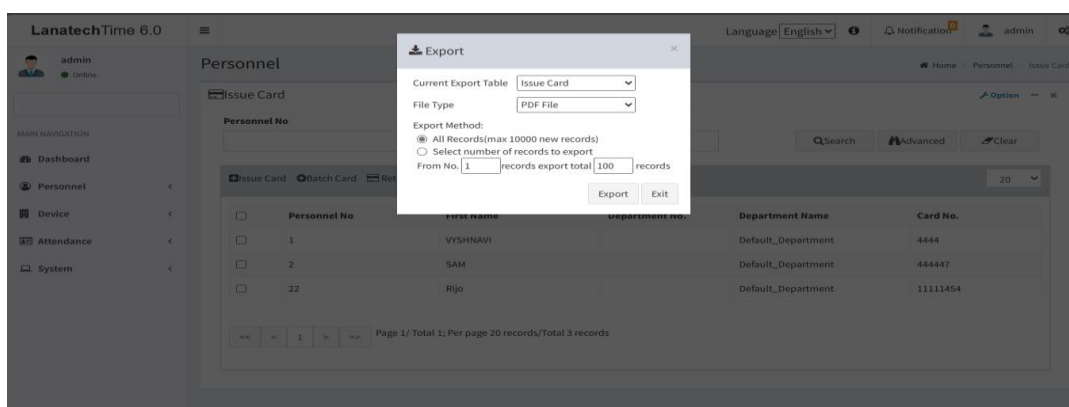 LanatechTime 6.0
Language English
Notification
admin
admin
Online
Personnel
Home
Personnel
Issue Card
Export
×
Current Export Table Issue Card
File Type PDF File
Export Method:
All Records(max 10000 new records)
Select number of records to export
From No. 1 records export total 100 records
Export Exit
Issue Card
Option
Personnel No
Search Advanced Clear
MAIN NAVIGATION
Dashboard
Personnel <
Device <
Attendance <
System <
Issue Card Batch Card
20
Personnel No First Name Department No. Department Name Card No.
1 VYSHNAVI Default_Department 4444
2 SAM Default_Department 444447
22 Rijo Default_Department 11111454
<< < 1 > >> Page 1/ Total 1; Per page 20 records/Total 3 records